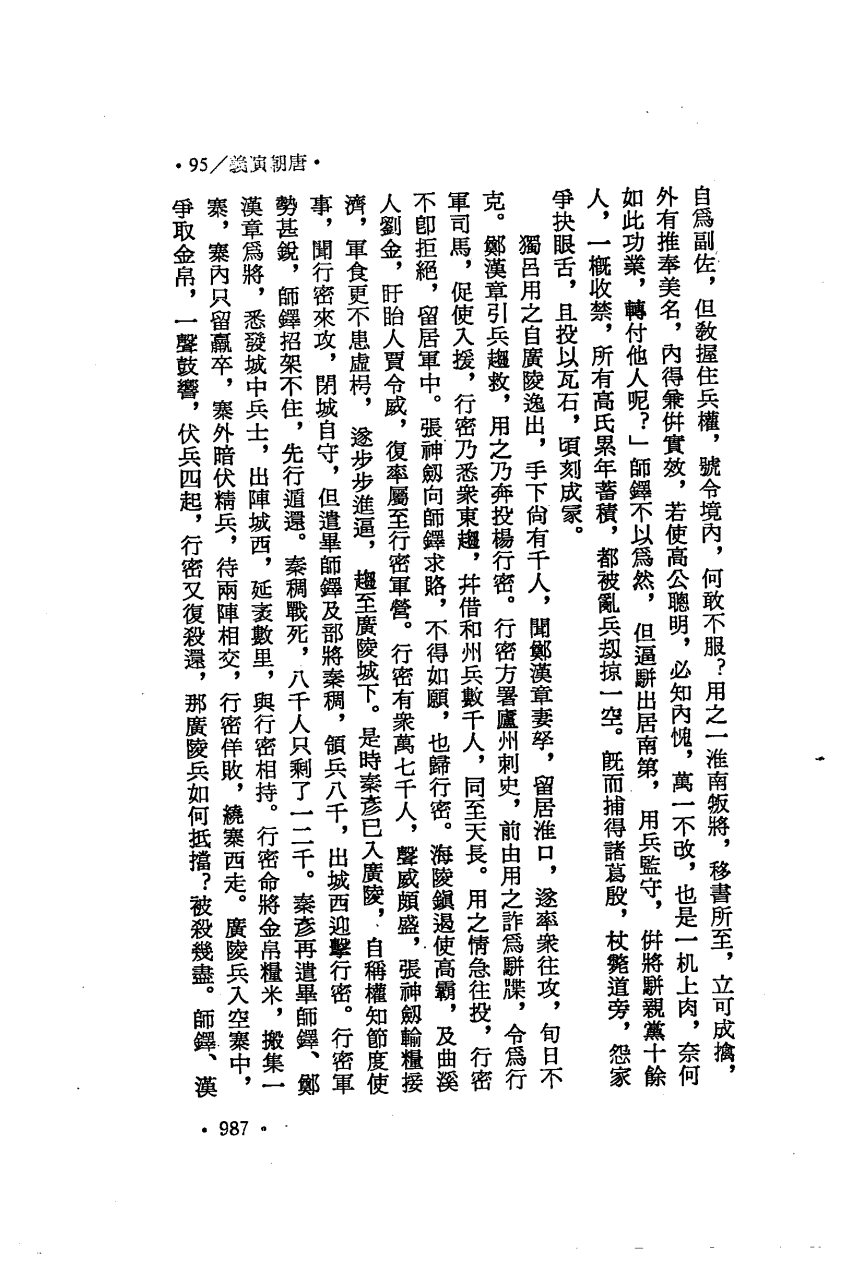 •95/義演朝唐•
自爲副佐，但敎握住兵權，號令境內，何敢不服？用之一淮南叛將，移書所至，立可成擒，
外有推奉美名，內得兼倂實效，若使高公聰明，必知內愧，萬一不改，也是一机上肉，奈何
如此功業，轉付他人呢？」師鐸不以爲然，但逼騈出居南第，用兵監守，倂將騈親黨十餘
人，一槪收禁，所有高氏累年蓄積，都被亂兵刼掠一空。旣而捕得諸葛殷，杖斃道旁，怨家
爭抉眼舌，且投以瓦石，頃刻成冢。
獨呂用之自廣陵逸出，手下尙有千人，聞鄭漢章妻孥，留居淮口，遂率衆往攻，旬日不
克。鄭漢章引兵趨救，用之乃奔投楊行密。行密方署廬州刺史，前由用之詐爲騈牒，令爲行
軍司馬，促使入援，行密乃悉衆東趨，幷借和州兵數千人，同至天長。用之情急往投，行密
不卽拒絕，留居軍中。張神劔向師鐸求賂，不得如願，也歸行密。海陵鎭遏使高霸，及曲溪
人劉金，盱眙人賈令威，復率屬至行密軍營。行密有衆萬七千人，聲威頗盛，張神劔輸糧接
濟，軍食更不患虛枵，遂步步進逼，趨至廣陵城下。是時秦彥已入廣陵，自稱權知節度使
事，聞行密來攻，閉城自守，但遣畢師鐸及部將秦稠，領兵八千，出城西迎擊行密。行密軍
勢甚銳，師鐸招架不住，先行遁還。秦稠戰死，八千人只剩了一二千。秦彥再遣畢師鐸、鄭
漢章爲將，悉發城中兵士，出陣城西，延袤數里，與行密相持。行密命將金帛糧米，搬集一
寨，寨內只留羸卒，寨外暗伏精兵，待兩陣相交，行密佯敗，繞寨西走。廣陵兵入空寨中，
爭取金帛，一聲鼓響，伏兵四起，行密又復殺還，那廣陵兵如何抵擋？被殺幾盡。師鐸、漢
•987•